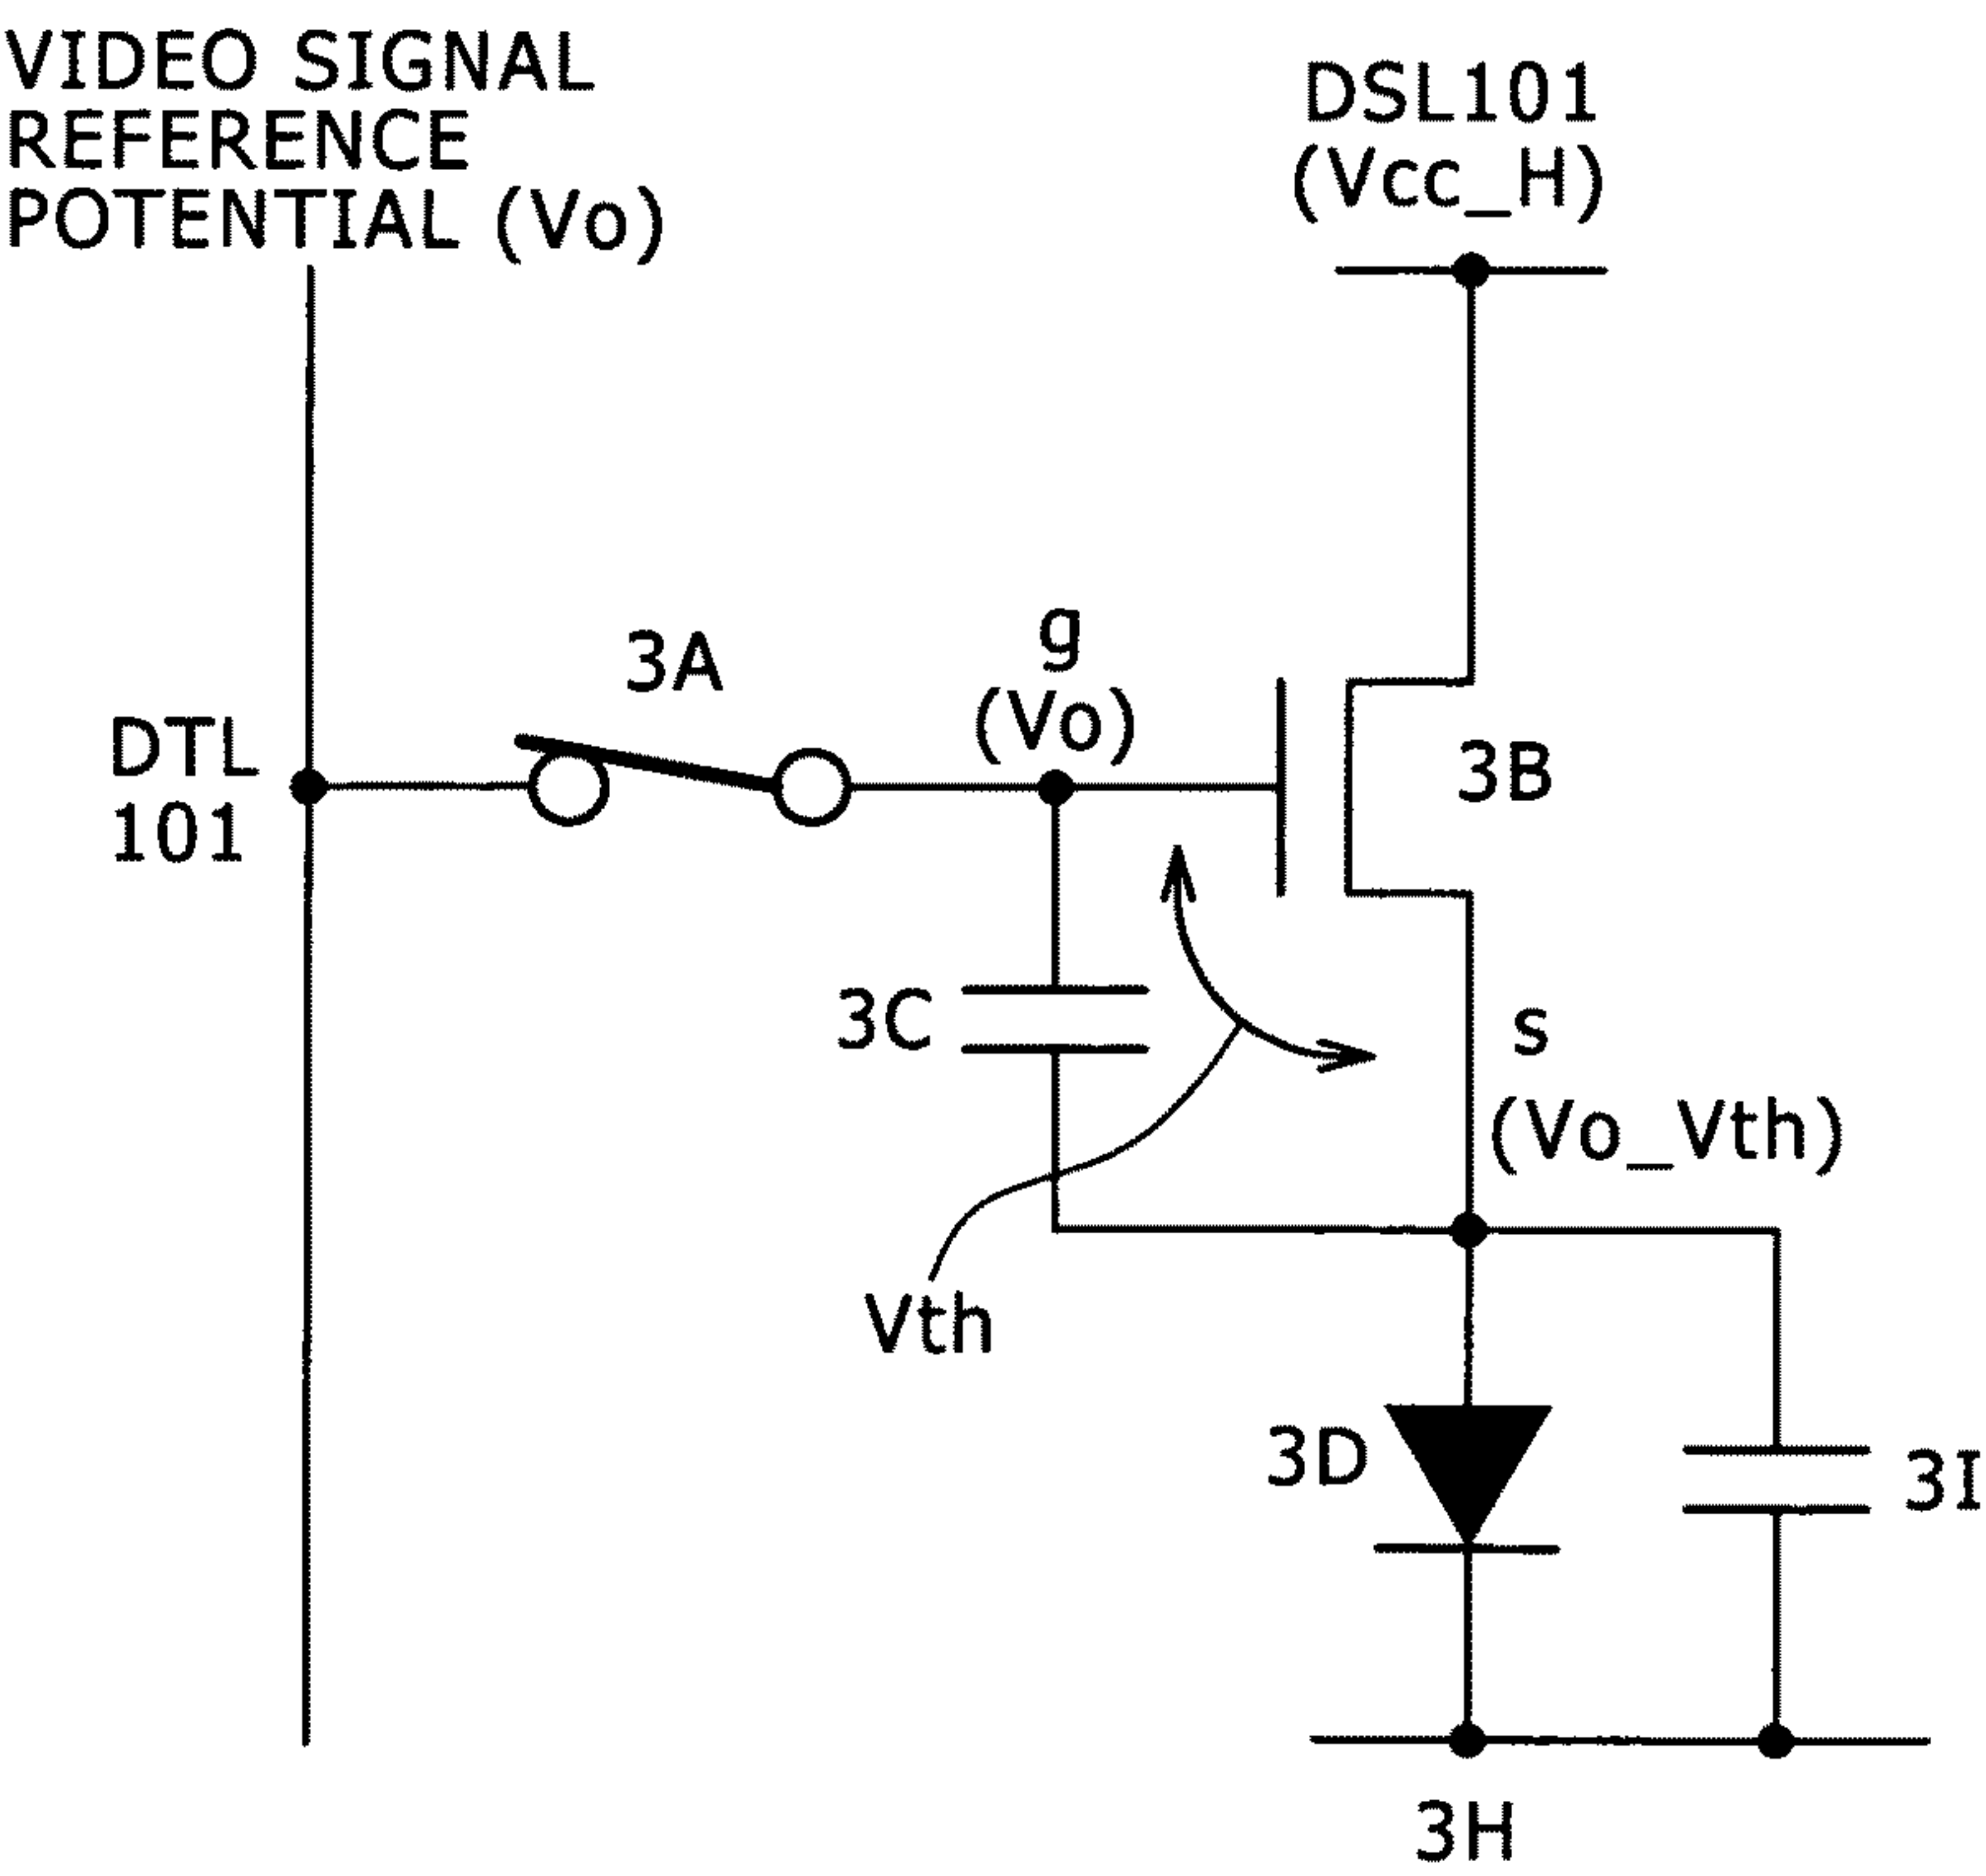 VIDEO SIGNAL
REFERENCE
POTENTIAL (Vo)
DSL101
(Vcc_H)
3A
g
(Vo)
DTL
101
3B
3C
s
(Vo_Vth)
Vth
3D
3I
3H